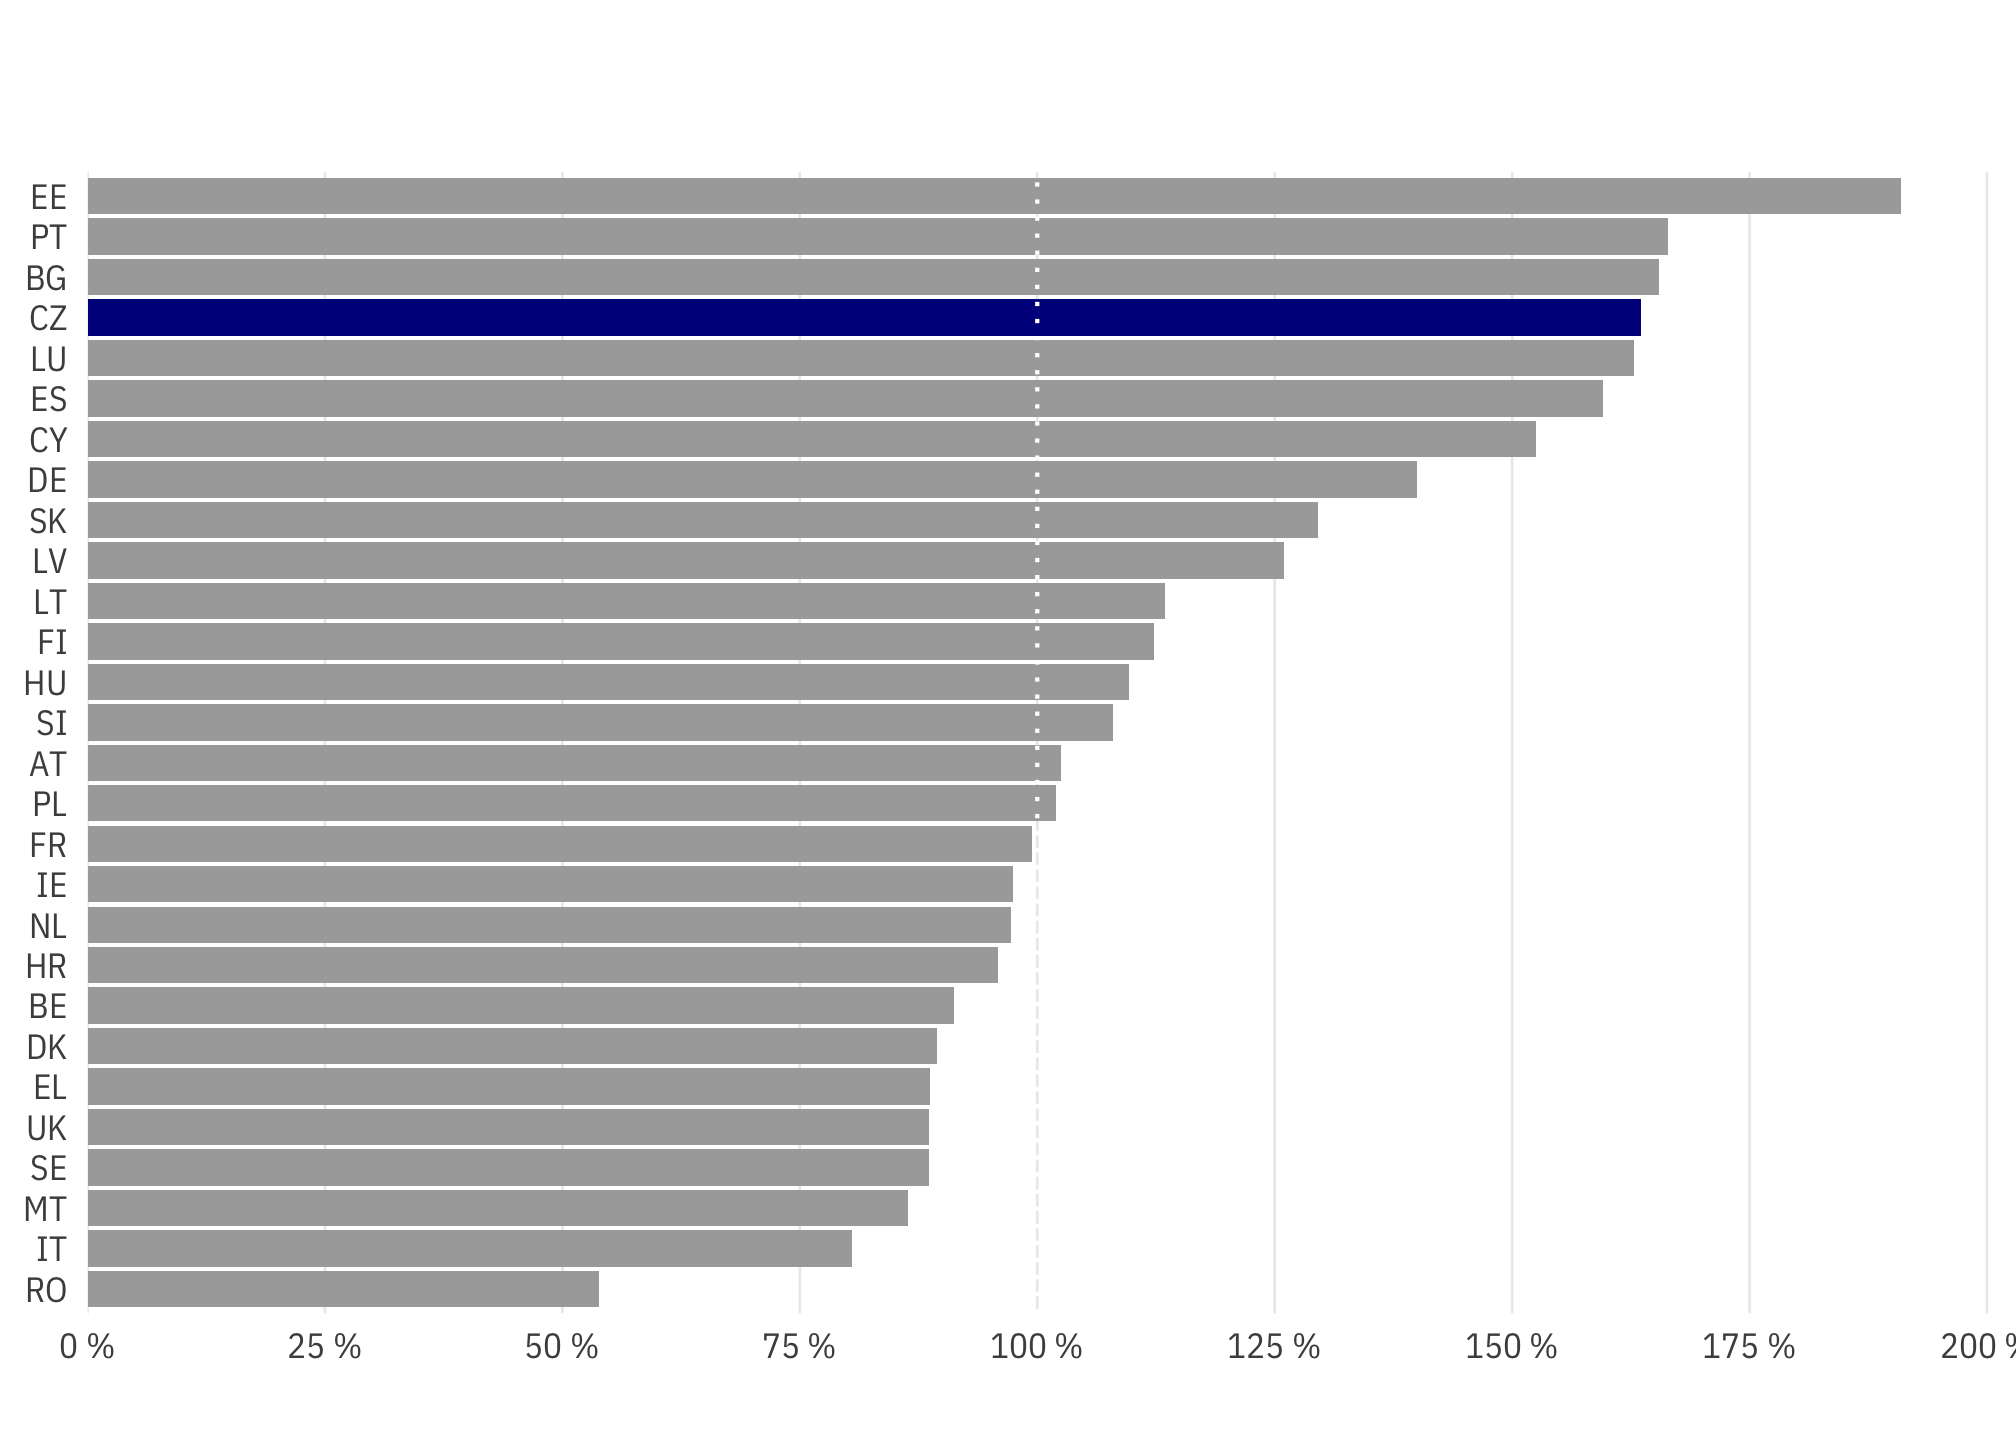 EE
PT
BG
CZ
LU
ES
CY
DE
SK
LV
LT
FI
HU
SI
AT
PL
FR
IE
NL
HR
BE
DK
EL
UK
SE
MT
IT
RO
0 % 25 % 50 % 75 % 100 % 125 % 150 % 175 % 200 %